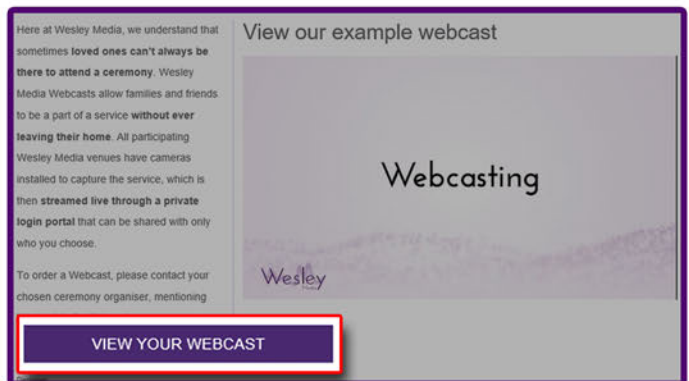 Here at Wesley Media, we understand that
sometimes loved ones can't always be
there to attend a ceremony. Wesley
Media Webcasts allow families and friends
to be a part of a service without ever
leaving their home. All participating
Wesley Media venues have cameras
installed to capture the service, which is
then streamed live through a private
login portal that can be shared with only
who you choose.
To order a Webcast, please contact your
chosen ceremony organiser, mentioning
VIEW YOUR WEBCAST
View our example webcast
Webcasting
Wesley
Media